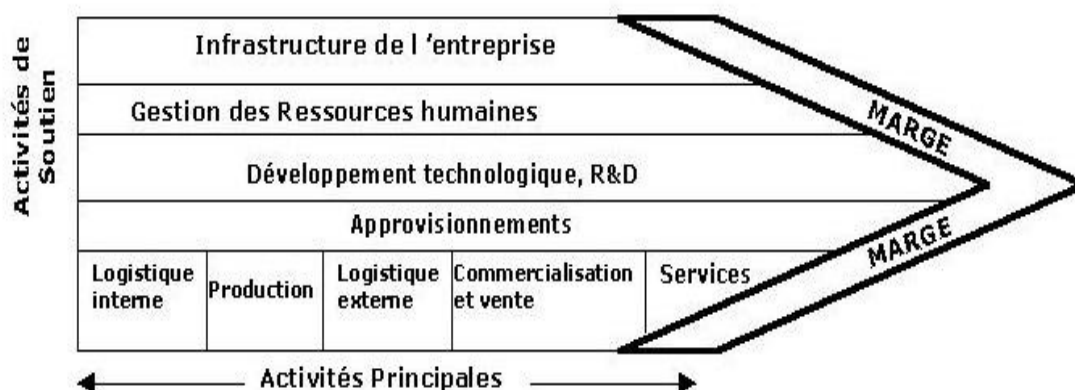 Activités de
Soutien
Infrastructure de l 'entreprise
Gestion des Ressources humaines
Développement technologique, R&D
Approvisionnements
MARGE
MARGE
Logistique
interne
Production
Logistique
externe
Commercialisation
et vente
Services
Activités Principales